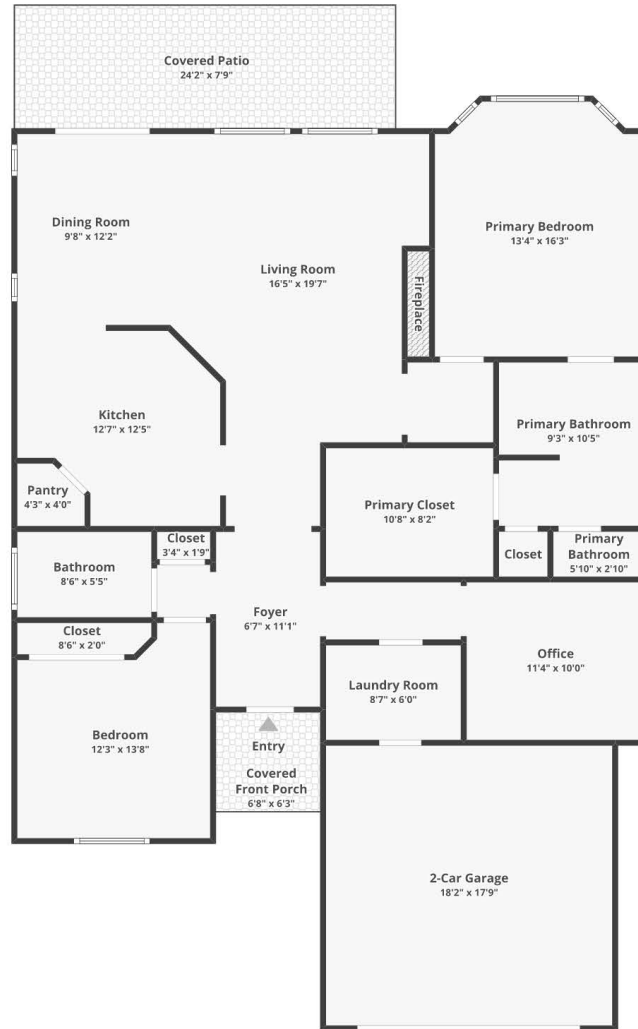 Covered Patio
24'2" x 7'9"
Dining Room
9'8" x 12'2"
Living Room
16'5" x 19'7"
Primary Bedroom
13'4" x 16'3"
Fireplace
Kitchen
12'7" x 12'5"
Primary Bathroom
9'3" x 10'5"
Pantry
4'3" x 4'0"
Primary Closet
10'8" x 8'2"
Closet
3'4" x 1'9"
Closet
Primary
Bathroom
5'10" x 2'10"
Bathroom
8'6" x 5'5"
Foyer
6'7" x 11'1"
Closet
8'6" x 2'0"
Office
11'4" x 10'0"
Laundry Room
8'7" x 6'0"
Bedroom
12'3" x 13'8"
Entry
Covered
Front Porch
6'8" x 6'3"
2-Car Garage
18'2" x 17'9"